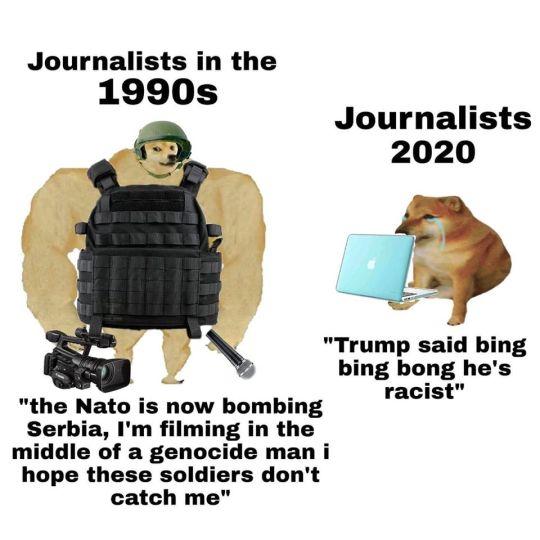 Journalists in the
1990s
"the Nato is now bombing
Serbia, I'm filming in the
middle of a genocide man i
hope these soldiers don't
catch me"
Journalists
2020
"Trump said bing
bing bong he's
racist"